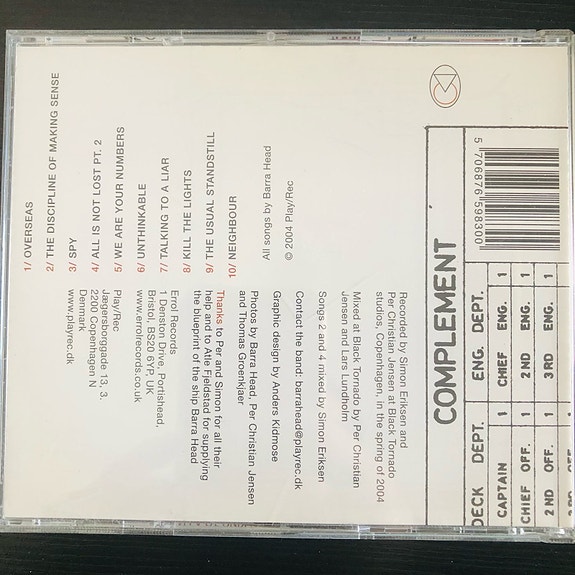 1/ OVERSEAS
2/ THE DISCIPLINE OF MAKING SENSE
3/ SPY
4/ ALL IS NOT LOST PT. 2
5/ WE ARE YOUR NUMBERS
6/ UNTHINKABLE
7/ TALKING TO A LIAR
8/ KILL THE LIGHTS
9/ THE USUAL STANDSTILL
10/ NEIGHBOUR
All songs by Barra Head
© 2004 Play/Rec
Play/Rec
Jægersborggade 13, 3.
2200 Copenhagen N
Denmark
www.playrec.dk
Errol Records
1 Denston Drive, Portishead,
Bristol, BS20 6YP, UK
www.errolrecords.co.uk
Thanks to Per and Simon for all their
help and to Atle Fjeldstad for supplying
the blueprint of the ship Barra Head
Photos by Barra Head, Per Christian Jensen
and Thomas Groenkjaer
Graphic design by Anders Kidmose
Contact the band: barrahead@playrec.dk
Songs 2 and 4 mixed by Simon Eriksen
Mixed at Black Tornado by Per Christian
Jensen and Lars Lundholm
Recorded by Simon Eriksen and
Per Christian Jensen at Black Tornado
studios, Copenhagen, in the spring of 2004
5 706876 598300
COMPLEMENT
DECK DEPT. ENG. DEPT.
CAPTAIN 1 CHIEF ENG. 1
CHIEF OFF. 1 2ND ENG. 1
2ND OFF. 1 3RD ENG. 1